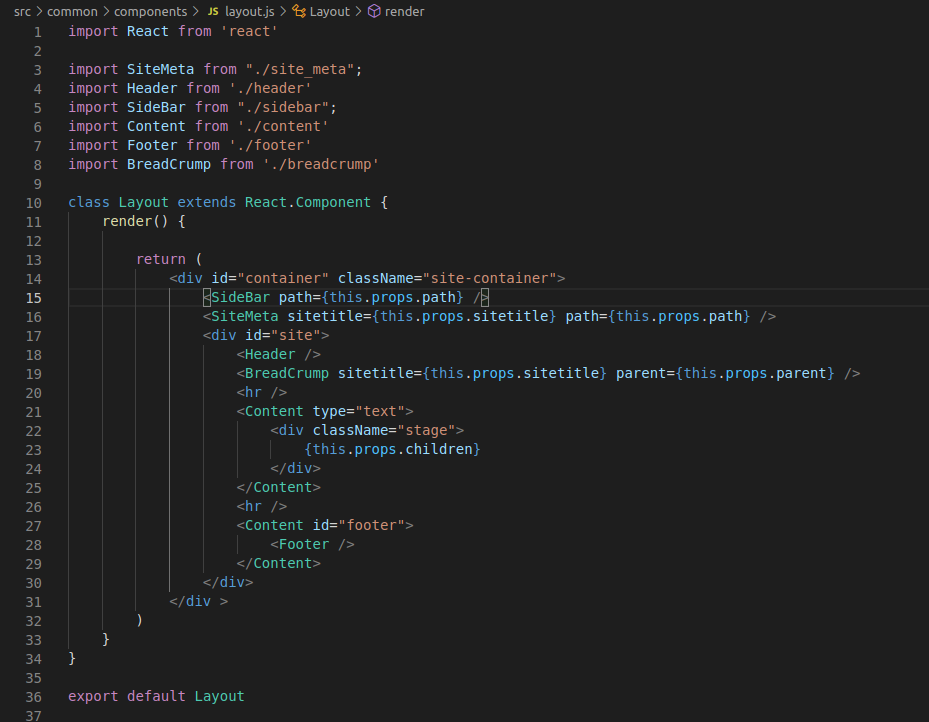 src > common > components > JS layout.js > Layout > render
1 import React from 'react'
2
3 import SiteMeta from "./site_meta";
4 import Header from './header'
5 import SideBar from "./sidebar";
6 import Content from './content'
7 import Footer from './footer'
8 import BreadCrump from './breadcrump'
9
10 class Layout extends React.Component {
11     render() {
12
13         return (
14             <div id="container" className="site-container">
15                 <SideBar path={this.props.path} />
16                 <SiteMeta sitetitle={this.props.sitetitle} path={this.props.path} />
17                 <div id="site">
18                     <Header />
19                     <BreadCrump sitetitle={this.props.sitetitle} parent={this.props.parent} />
20                     <hr />
21                     <Content type="text">
22                         <div className="stage">
23                             {this.props.children}
24                         </div>
25                     </Content>
26                     <hr />
27                     <Content id="footer">
28                         <Footer />
29                     </Content>
30                 </div>
31             </div >
32         )
33     }
34 }
35
36 export default Layout
37